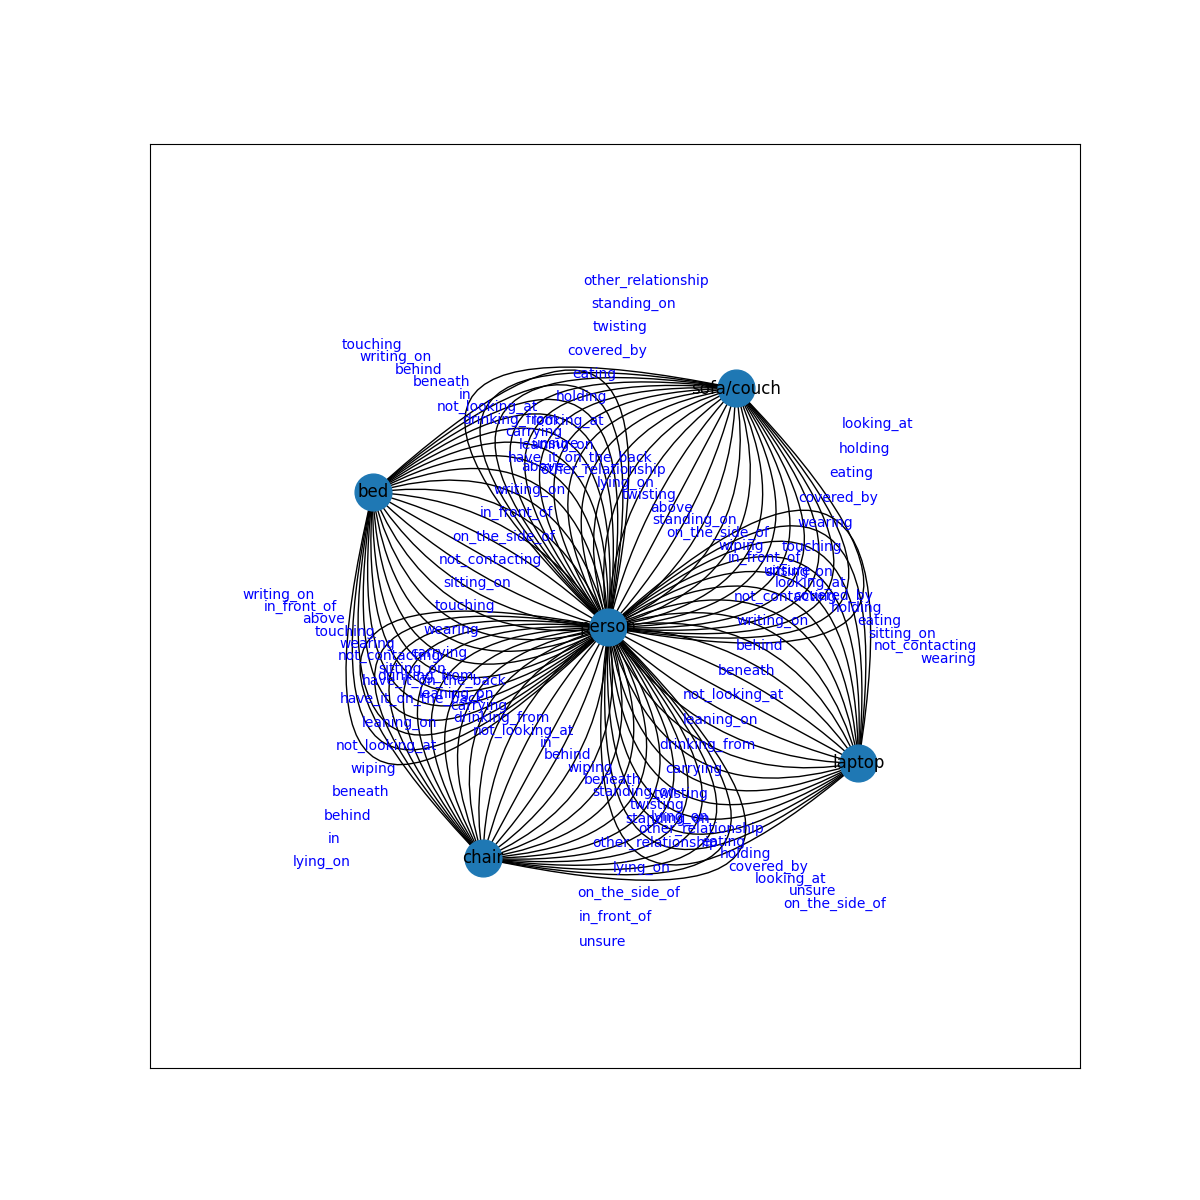 other_relationship
standing_on
twisting
touching
covered_by
writing_on
behind
eating
beneath
sofa/couch
in
holding
not_looking_at
drinking_from
looking_at
looking_at
carrying
leaning_on
unsure
holding
have_it_on_the_back
above
other_relationship
eating
lying_on
writing_on
bed
twisting
covered_by
above
in_front_of
standing_on
wearing
on_the_side_of
on_the_side_of
wiping
touching
not_contacting
in_front_of
unsure
sitting_on
sitting_on
looking_at
writing_on
not_contacting
covered_by
in_front_of
touching
holding
above
writing_on
eating
person
touching
wearing
sitting_on
wearing
behind
not_contacting
not_contacting
carrying
wearing
sitting_on
beneath
drinking_from
have_it_on_the_back
leaning_on
not_looking_at
have_it_on_the_back
carrying
drinking_from
leaning_on
leaning_on
not_looking_at
in
drinking_from
not_looking_at
behind
laptop
wiping
wiping
carrying
beneath
beneath
standing_on
twisting
twisting
behind
standing_on
lying_on
other_relationship
in
other_relationship
eating
holding
chair
lying_on
lying_on
covered_by
looking_at
on_the_side_of
unsure
on_the_side_of
in_front_of
unsure